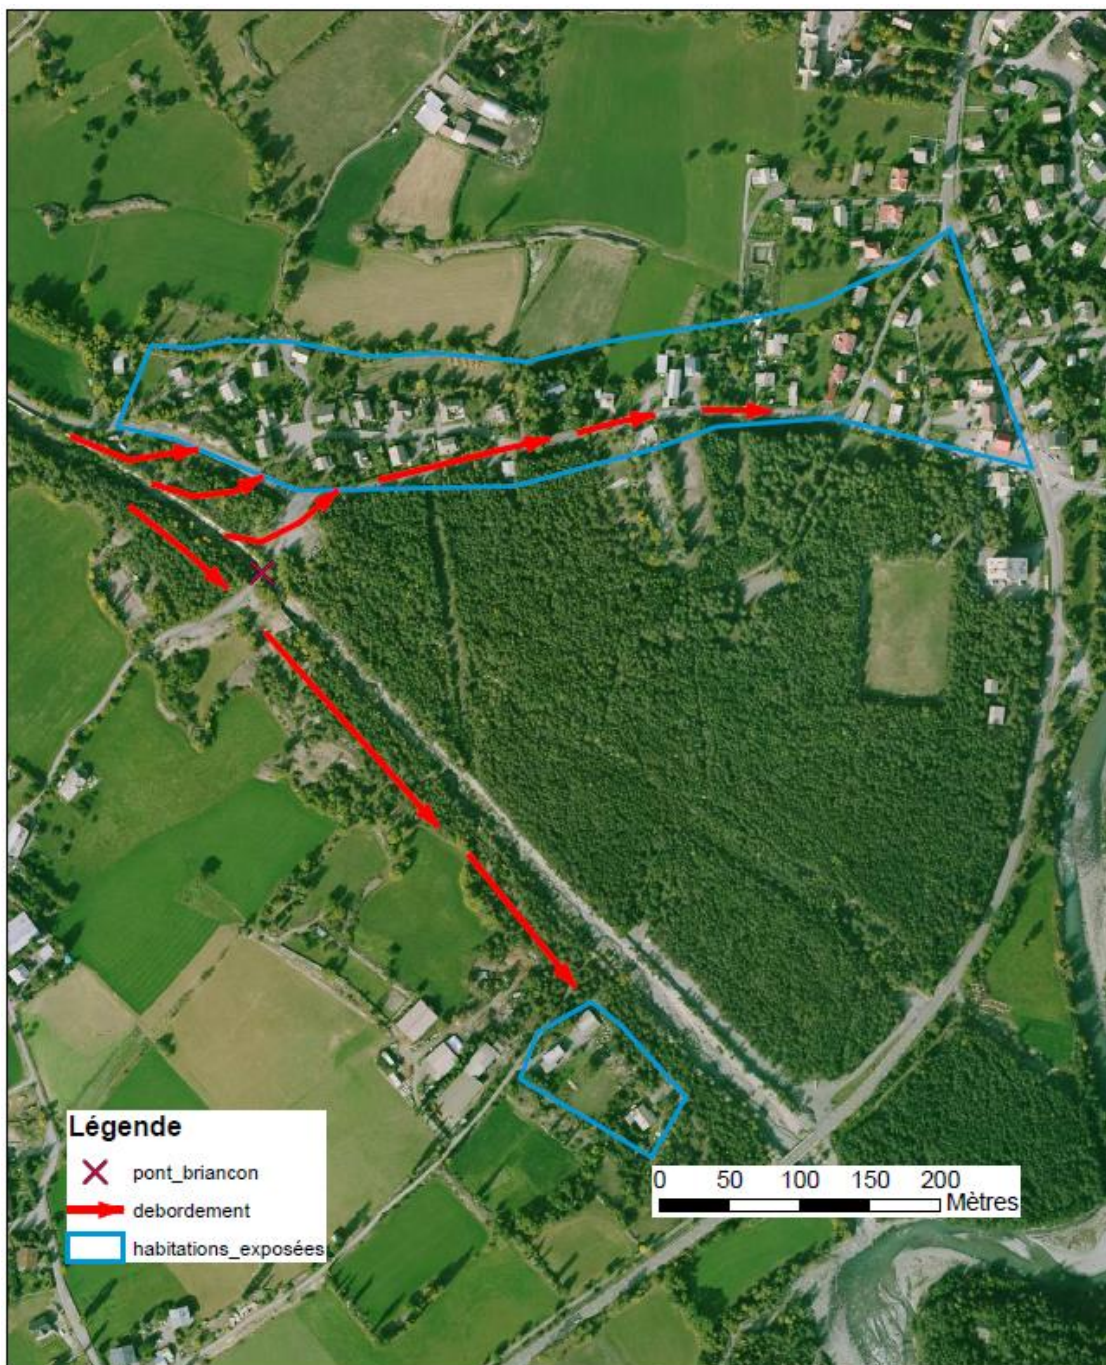 Légende
pont_briancon
debordement
habitations_exposées
0 50 100 150 200
Mètres